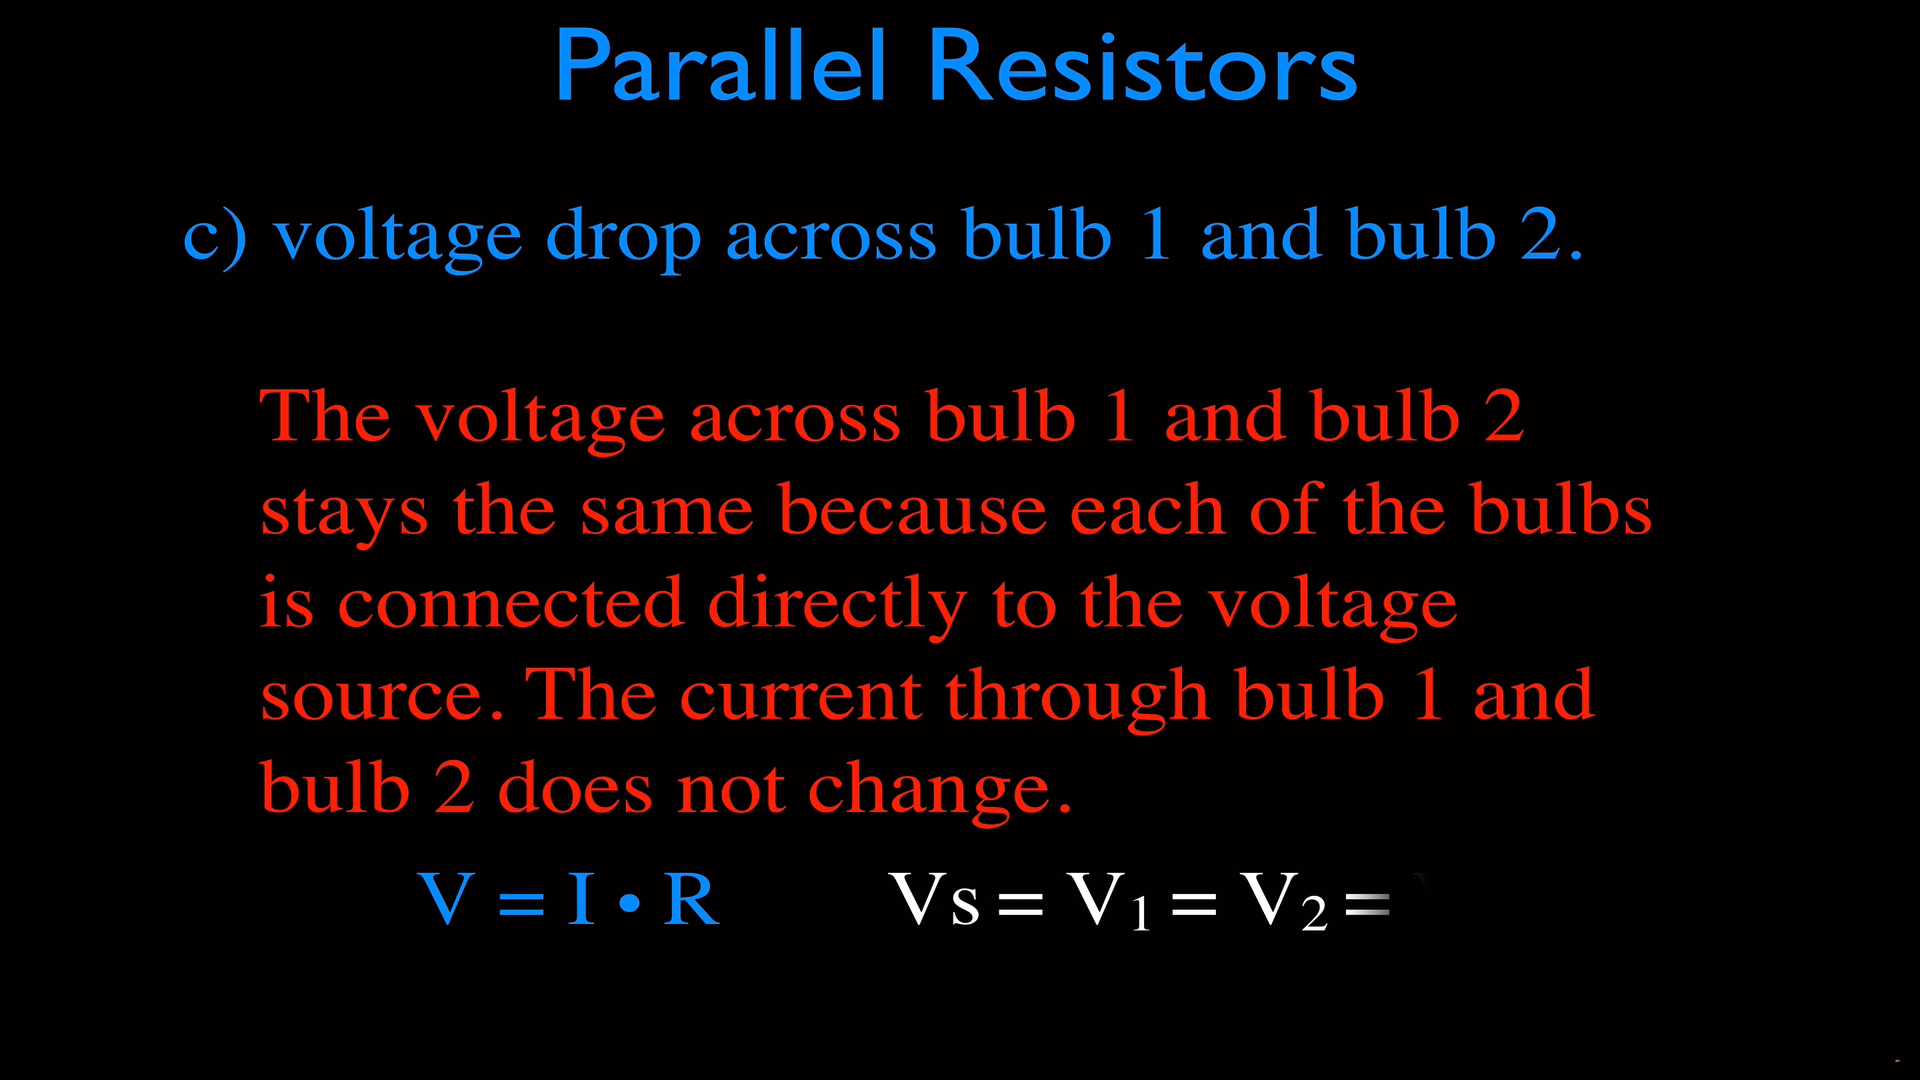 Parallel Resistors
c) voltage drop across bulb 1 and bulb 2.
The voltage across bulb 1 and bulb 2
stays the same because each of the bulbs
is connected directly to the voltage
source. The current through bulb 1 and
bulb 2 does not change.
V = I • R Vs = V₁ = V₂ =